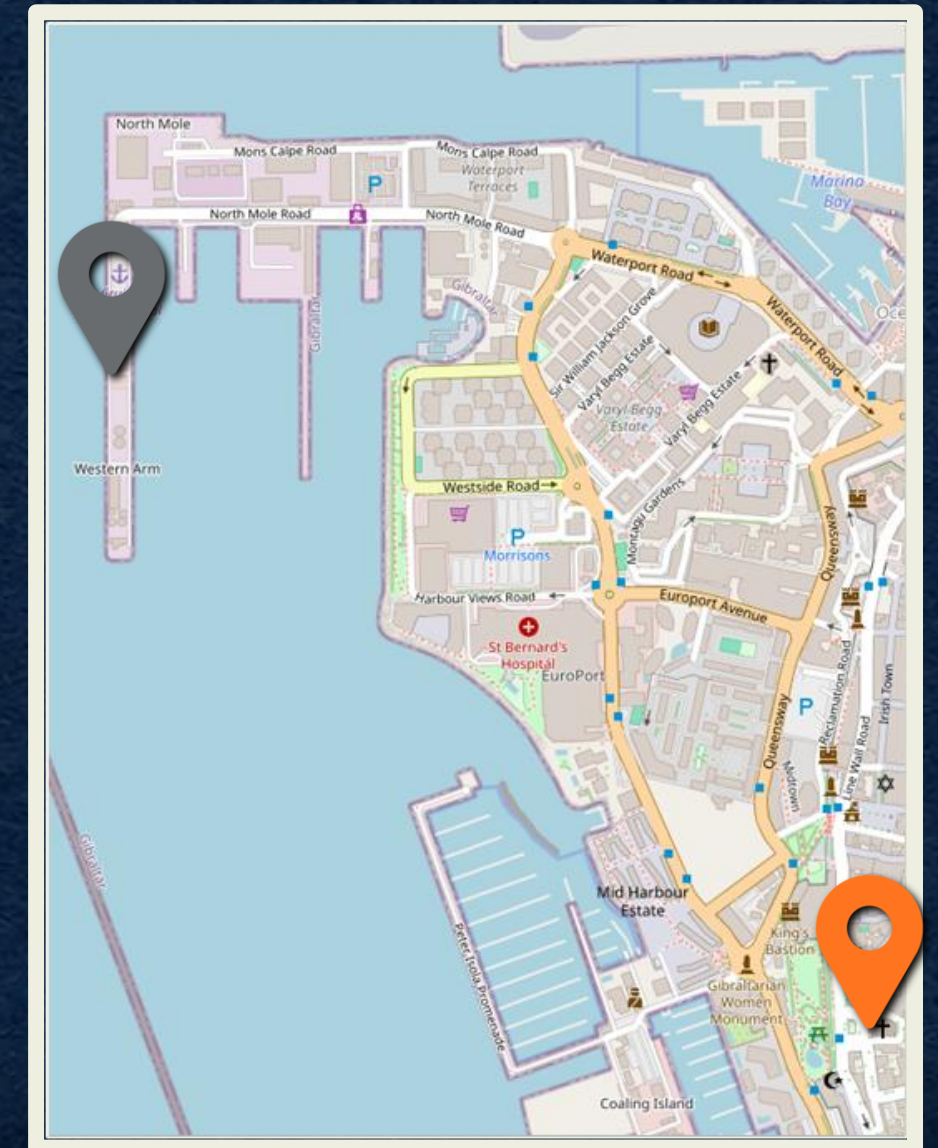 North Mole
Mons Calpe Road
Mons Calpe Road
Waterport
Terraces
P
Marina
Bay
North Mole Road
North Mole Road
Waterport Road
Gibraltar
Gibraltar
Waterport Road
Sir William Jackson Grove
Varyl Begg Estate
Varyl Begg
Estate
Varyl Begg Estate
Western Arm
Westside Road
Montagu Gardens
Queensway
P
Morrisons
Harbour Views Road
Europort Avenue
St Bernard's
Hospital
EuroPort
Reclamation Road
Irish Town
P
Queensway
Line Wall Road
Midtown
Gibraltar
Mid Harbour
Estate
King's
Bastion
Peter Isola Promenade
Gibraltarian
Women
Monument
Coaling Island